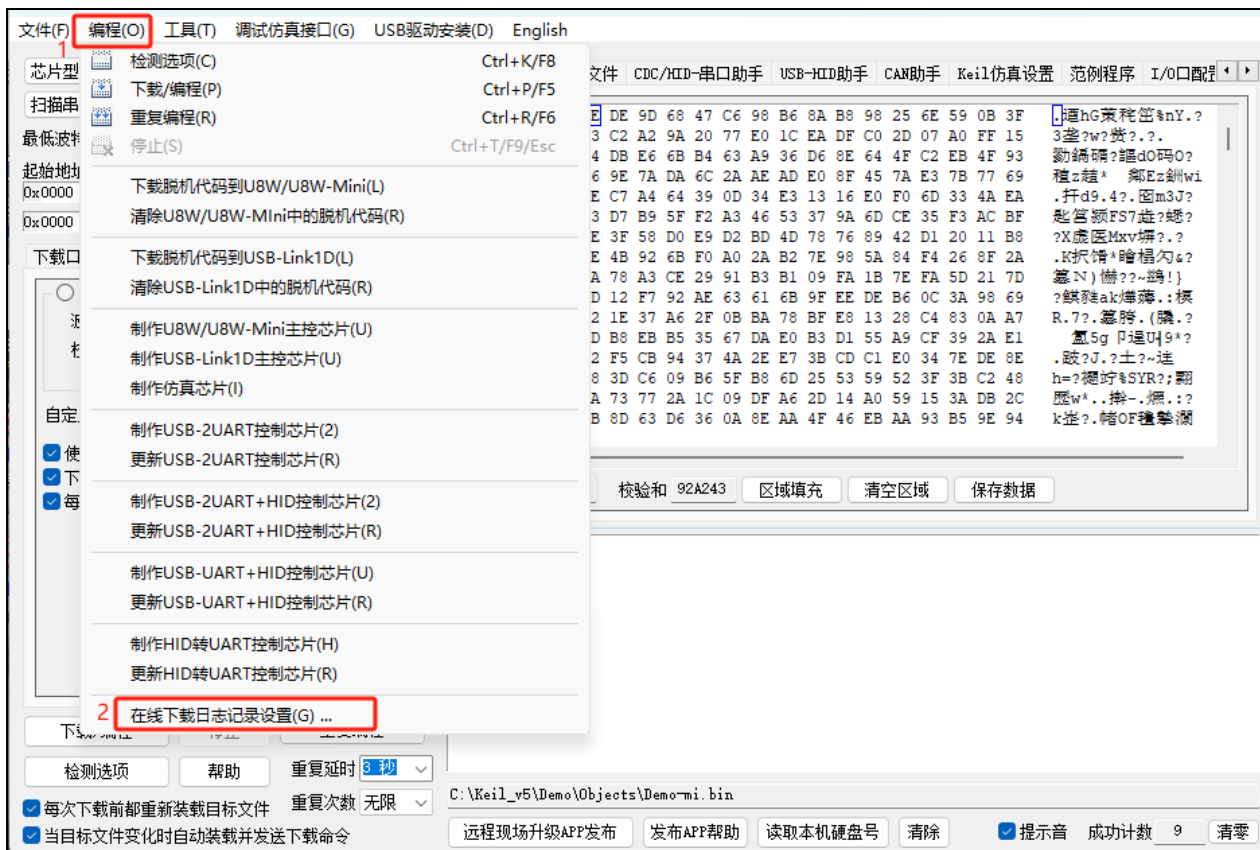 文件(F) 编程(O) 工具(T) 调试仿真接口(G) USB驱动安装(D) English
1
芯片型
扫描串
最低波特
起始地址
0x0000
0x0000
下载口
自定
使
下
每
检测选项(C) Ctrl+K/F8
下载/编程(P) Ctrl+P/F5
重复编程(R) Ctrl+R/F6
停止(S) Ctrl+T/F9/Esc
下载脱机代码到U8W/U8W-Mini(L)
清除U8W/U8W-MIni中的脱机代码(R)
下载脱机代码到USB-Link1D(L)
清除USB-Link1D中的脱机代码(R)
制作U8W/U8W-Mini主控芯片(U)
制作USB-Link1D主控芯片(U)
制作仿真芯片(I)
制作USB-2UART控制芯片(2)
更新USB-2UART控制芯片(R)
制作USB-2UART+HID控制芯片(2)
更新USB-2UART+HID控制芯片(R)
制作USB-UART+HID控制芯片(U)
更新USB-UART+HID控制芯片(R)
制作HID转UART控制芯片(H)
更新HID转UART控制芯片(R)
2 在线下载日志记录设置(G) ...
文件 CDC/HID-串口助手 USB-HID助手 CAN助手 Keil仿真设置 范例程序 I/O口配置
E DE 9D 68 47 C6 98 B6 8A B8 98 25 6E 59 0B 3F
3 C2 A2 9A 20 77 E0 1C EA DF C0 2D 07 A0 FF 15
4 DB E6 6B B4 63 A9 36 D6 8E 64 4F C2 EB 4F 93
6 9E 7A DA 6C 2A AE AD E0 8F 45 7A E3 7B 77 69
E C7 A4 64 39 0D 34 E3 13 16 E0 F0 6D 33 4A EA
3 D7 B9 5F F2 A3 46 53 37 9A 6D CE 35 F3 AC BF
E 3F 58 D0 E9 D2 BD 4D 78 76 89 42 D1 20 11 B8
E 4B 92 6B F0 A0 2A B2 7E 98 5A 84 F4 26 8F 2A
A 78 A3 CE 29 91 B3 B1 09 FA 1B 7E FA 5D 21 7D
D 12 F7 92 AE 63 61 6B 9F EE DE B6 0C 3A 98 69
2 1E 37 A6 2F 0B BA 78 BF E8 13 28 C4 83 0A A7
D B8 EB B5 35 67 DA E0 B3 D1 55 A9 CF 39 2A E1
2 F5 CB 94 37 4A 2E E7 3B CD C1 E0 34 7E DE 8E
8 3D C6 09 B6 5F B8 6D 25 53 59 52 3F 3B C2 48
A 73 77 2A 1C 09 DF A6 2D 14 A0 59 15 3A DB 2C
B 8D 63 D6 36 0A 8E AA 4F 46 EB AA 93 B5 9E 94
校验和 92A243 区域填充 清空区域 保存数据
检测选项 帮助 重复延时 3 秒
每次下载前都重新装载目标文件 重复次数 无限
当目标文件变化时自动装载并发送下载命令
C:\Keil_v5\Demo\Objects\Demo-mi.bin
远程现场升级APP发布 发布APP帮助 读取本机硬盘号 清除 提示音 成功计数 9 清零